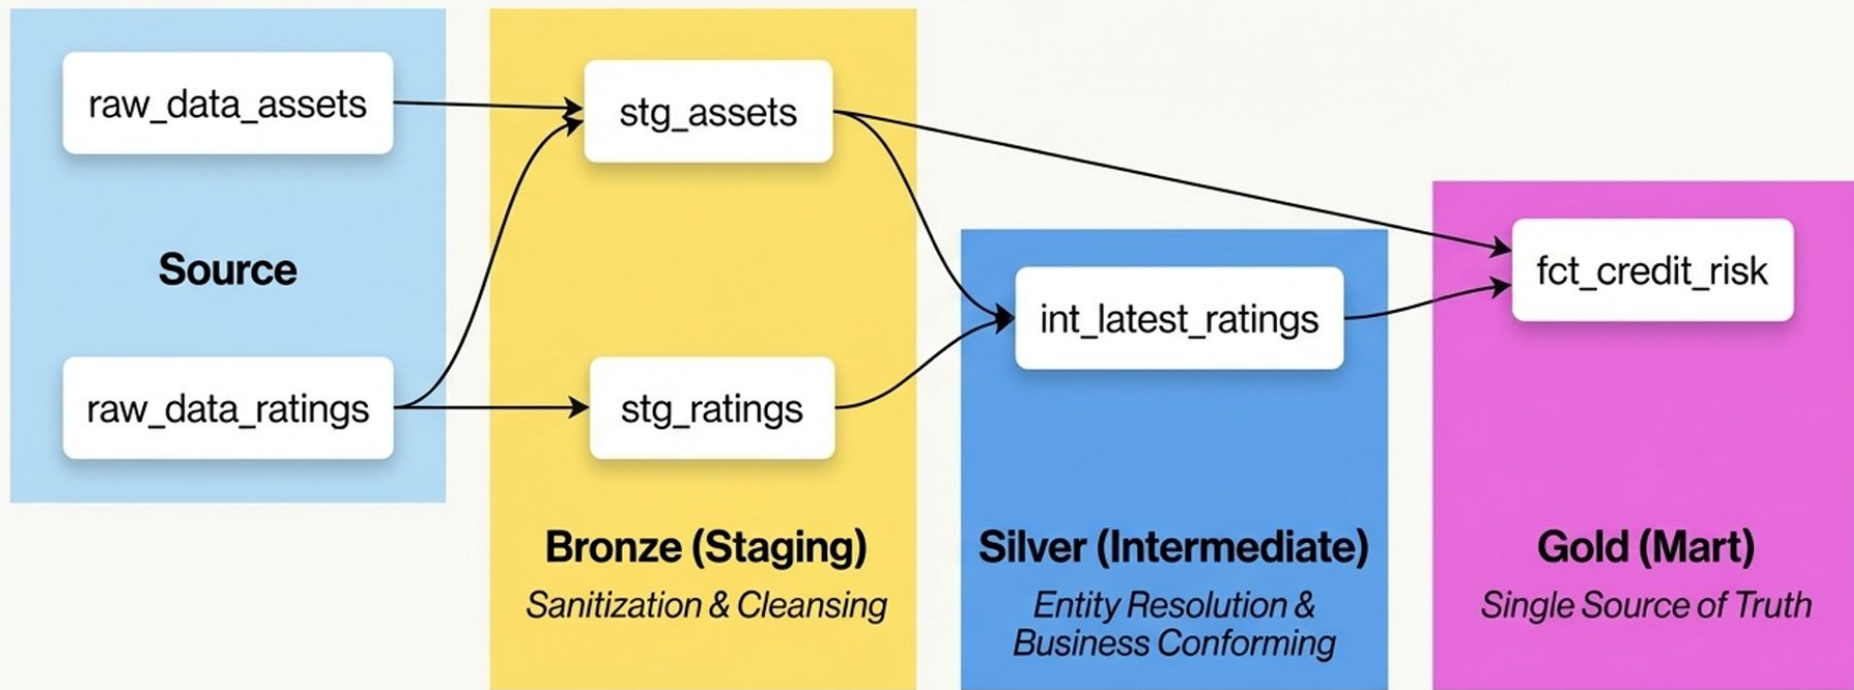 raw_data_assets
Source
raw_data_ratings
stg_assets
stg_ratings
Bronze (Staging)
Sanitization & Cleansing
int_latest_ratings
Silver (Intermediate)
Entity Resolution &
Business Conforming
fct_credit_risk
Gold (Mart)
Single Source of Truth